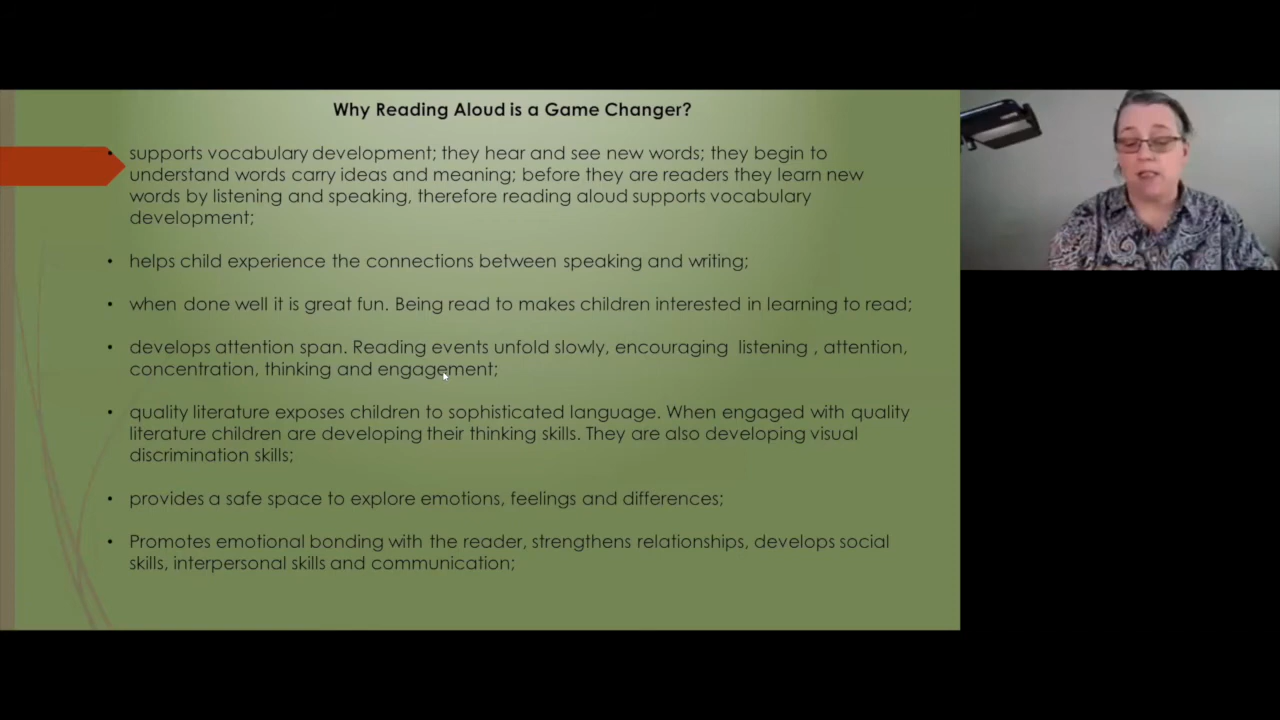 Why Reading Aloud is a Game Changer?
• supports vocabulary development; they hear and see new words; they begin to
understand words carry ideas and meaning; before they are readers they learn new
words by listening and speaking, therefore reading aloud supports vocabulary
development;
• helps child experience the connections between speaking and writing;
• when done well it is great fun. Being read to makes children interested in learning to read;
• develops attention span. Reading events unfold slowly, encouraging listening , attention,
concentration, thinking and engagement;
• quality literature exposes children to sophisticated language. When engaged with quality
literature children are developing their thinking skills. They are also developing visual
discrimination skills;
• provides a safe space to explore emotions, feelings and differences;
• Promotes emotional bonding with the reader, strengthens relationships, develops social
skills, interpersonal skills and communication;